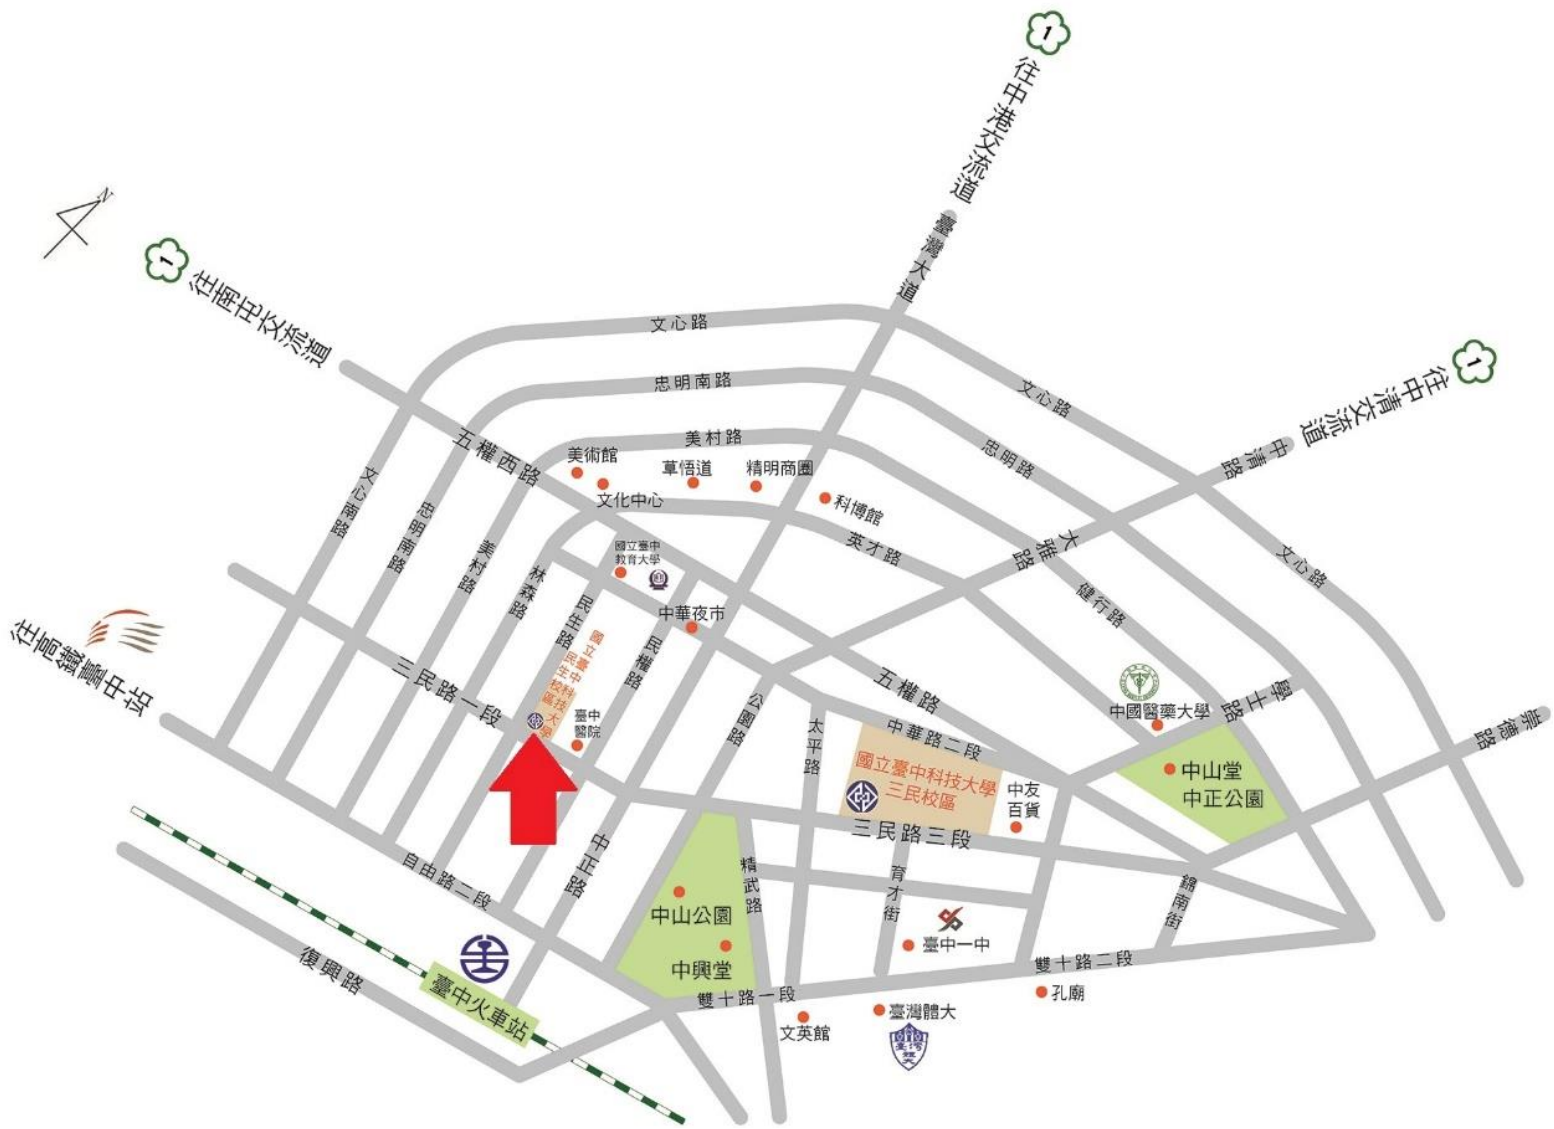 1
往中港交流道
臺灣大道
N
1
往南屯交流道
文心路
1
往中清交流道
中清路
忠明南路
文心路
五權西路
美村路
忠明路
美術館
草悟道
精明商圈
文化中心
科博館
文心南路
忠明南路
美村路
英才路
大雅路
文心路
國立臺中
教育大學
林森路
民生路
中華夜市
健行路
往高鐵臺中站
三民路一段
國立臺中科技大學
民生校區
民權路
臺中
醫院
公園路
太平路
五權路
中華路二段
中國醫藥大學
學士路
崇德路
國立臺中科技大學
三民校區
中友
百貨
中山堂
中正公園
三民路三段
中正路
自由路二段
精武路
育才街
錦南街
中山公園
臺中一中
中興堂
復興路
臺中火車站
雙十路一段
雙十路二段
孔廟
文英館
臺灣體大
臺灣
體大